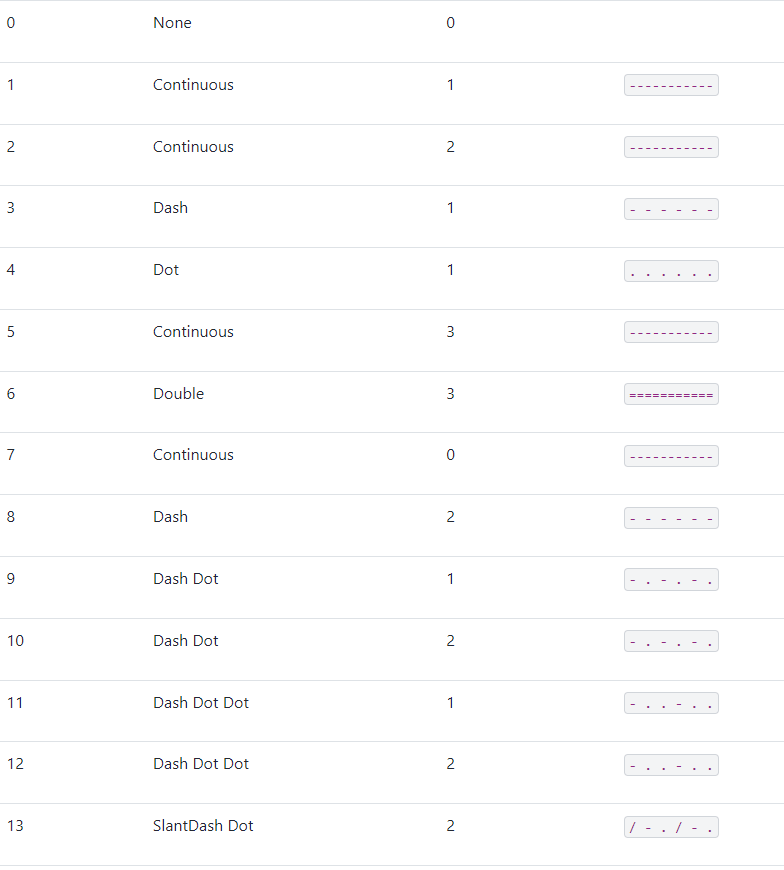 0 None 0
1 Continuous 1 -----------
2 Continuous 2 -----------
3 Dash 1 - - - - - -
4 Dot 1 . . . . . .
5 Continuous 3 -----------
6 Double 3 ===========
7 Continuous 0 -----------
8 Dash 2 - - - - - -
9 Dash Dot 1 - . - . - .
10 Dash Dot 2 - . - . - .
11 Dash Dot Dot 1 - . . - . .
12 Dash Dot Dot 2 - . . - . .
13 SlantDash Dot 2 / - . / - .